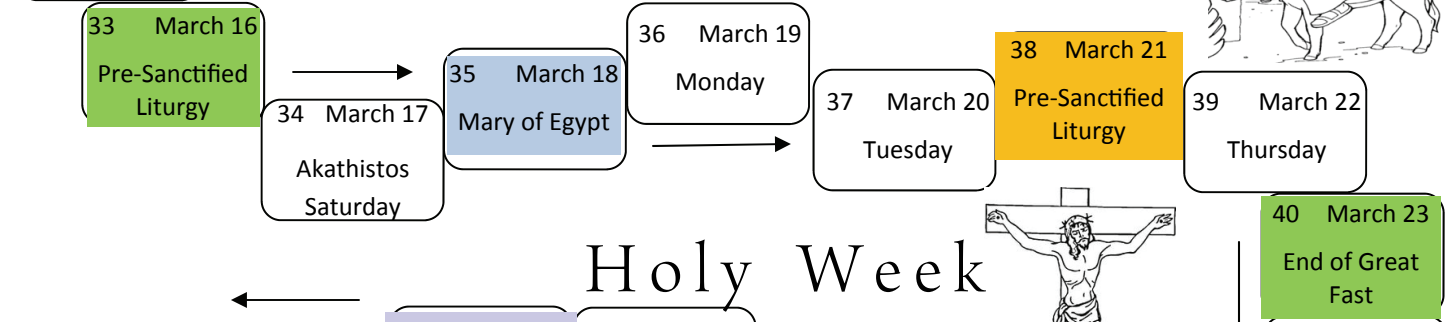 33 March 16
Pre-Sanctified
Liturgy
34 March 17
Akathistos
Saturday
35 March 18
Mary of Egypt
36 March 19
Monday
37 March 20
Tuesday
38 March 21
Pre-Sanctified
Liturgy
39 March 22
Thursday
40 March 23
End of Great
Fast
Holy Week